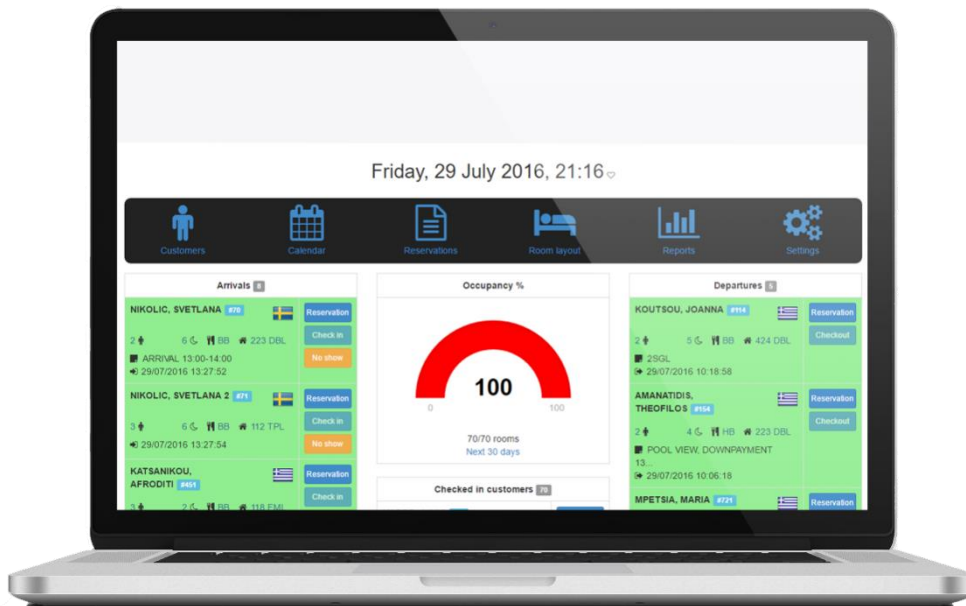 Friday, 29 July 2016, 21:16
Customers
Calendar
Reservations
Room layout
Reports
Settings
Arrivals 8
NIKOLIC, SVETLANA #70
Reservation
2 6 BB 223 DBL
Check in
ARRIVAL 13:00-14:00
No show
29/07/2016 13:27:52
NIKOLIC, SVETLANA 2 #71
Reservation
3 6 BB 112 TPL
Check in
29/07/2016 13:27:54
No show
KATSANIKOU,
AFRODITI #451
Reservation
3 2 BB 118 FML
Check in
Occupancy %
100
0 100
70/70 rooms
Next 30 days
Checked in customers 70
Departures 5
KOUTSOU, JOANNA #114
Reservation
2 5 BB 424 DBL
Checkout
2SGL
29/07/2016 10:18:58
AMANATIDIS,
THEOFILOS #154
Reservation
2 4 HB 223 DBL
Checkout
POOL VIEW, DOWNPAYMENT
13...
29/07/2016 10:06:18
MPETSIA, MARIA #721
Reservation